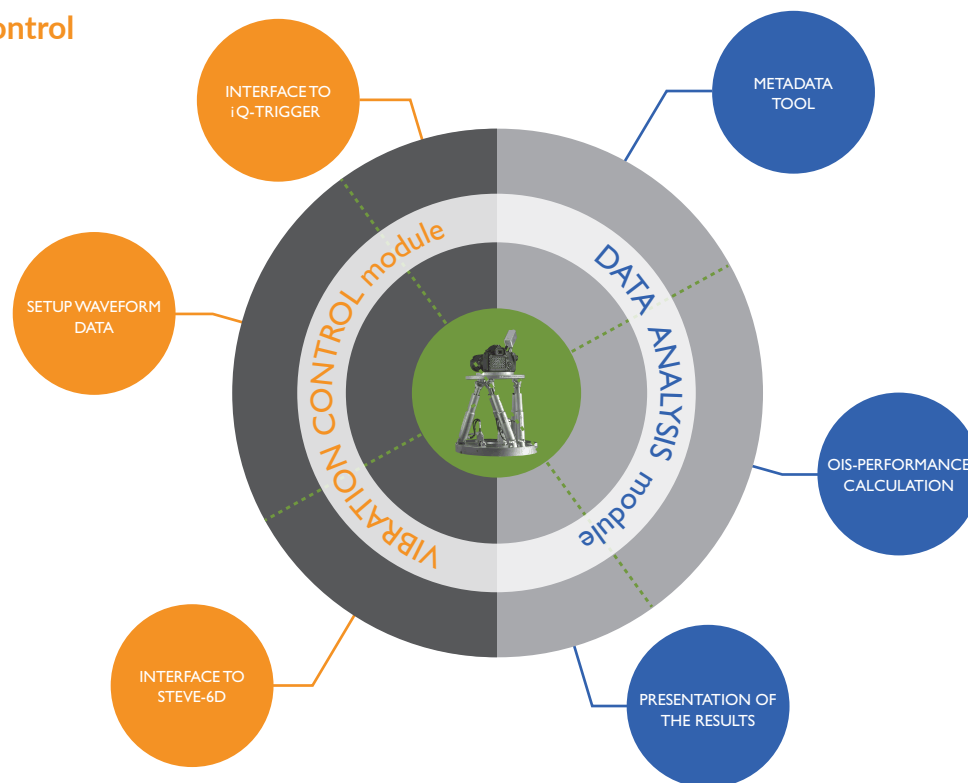 ontrol
INTERFACE TO
iQ-TRIGGER
METADATA
TOOL
SETUP WAVEFORM
DATA
VIBRATION CONTROL module
DATA ANALYSIS module
OIS-PERFORMANCE
CALCULATION
INTERFACE TO
STEVE-6D
PRESENTATION OF
THE RESULTS